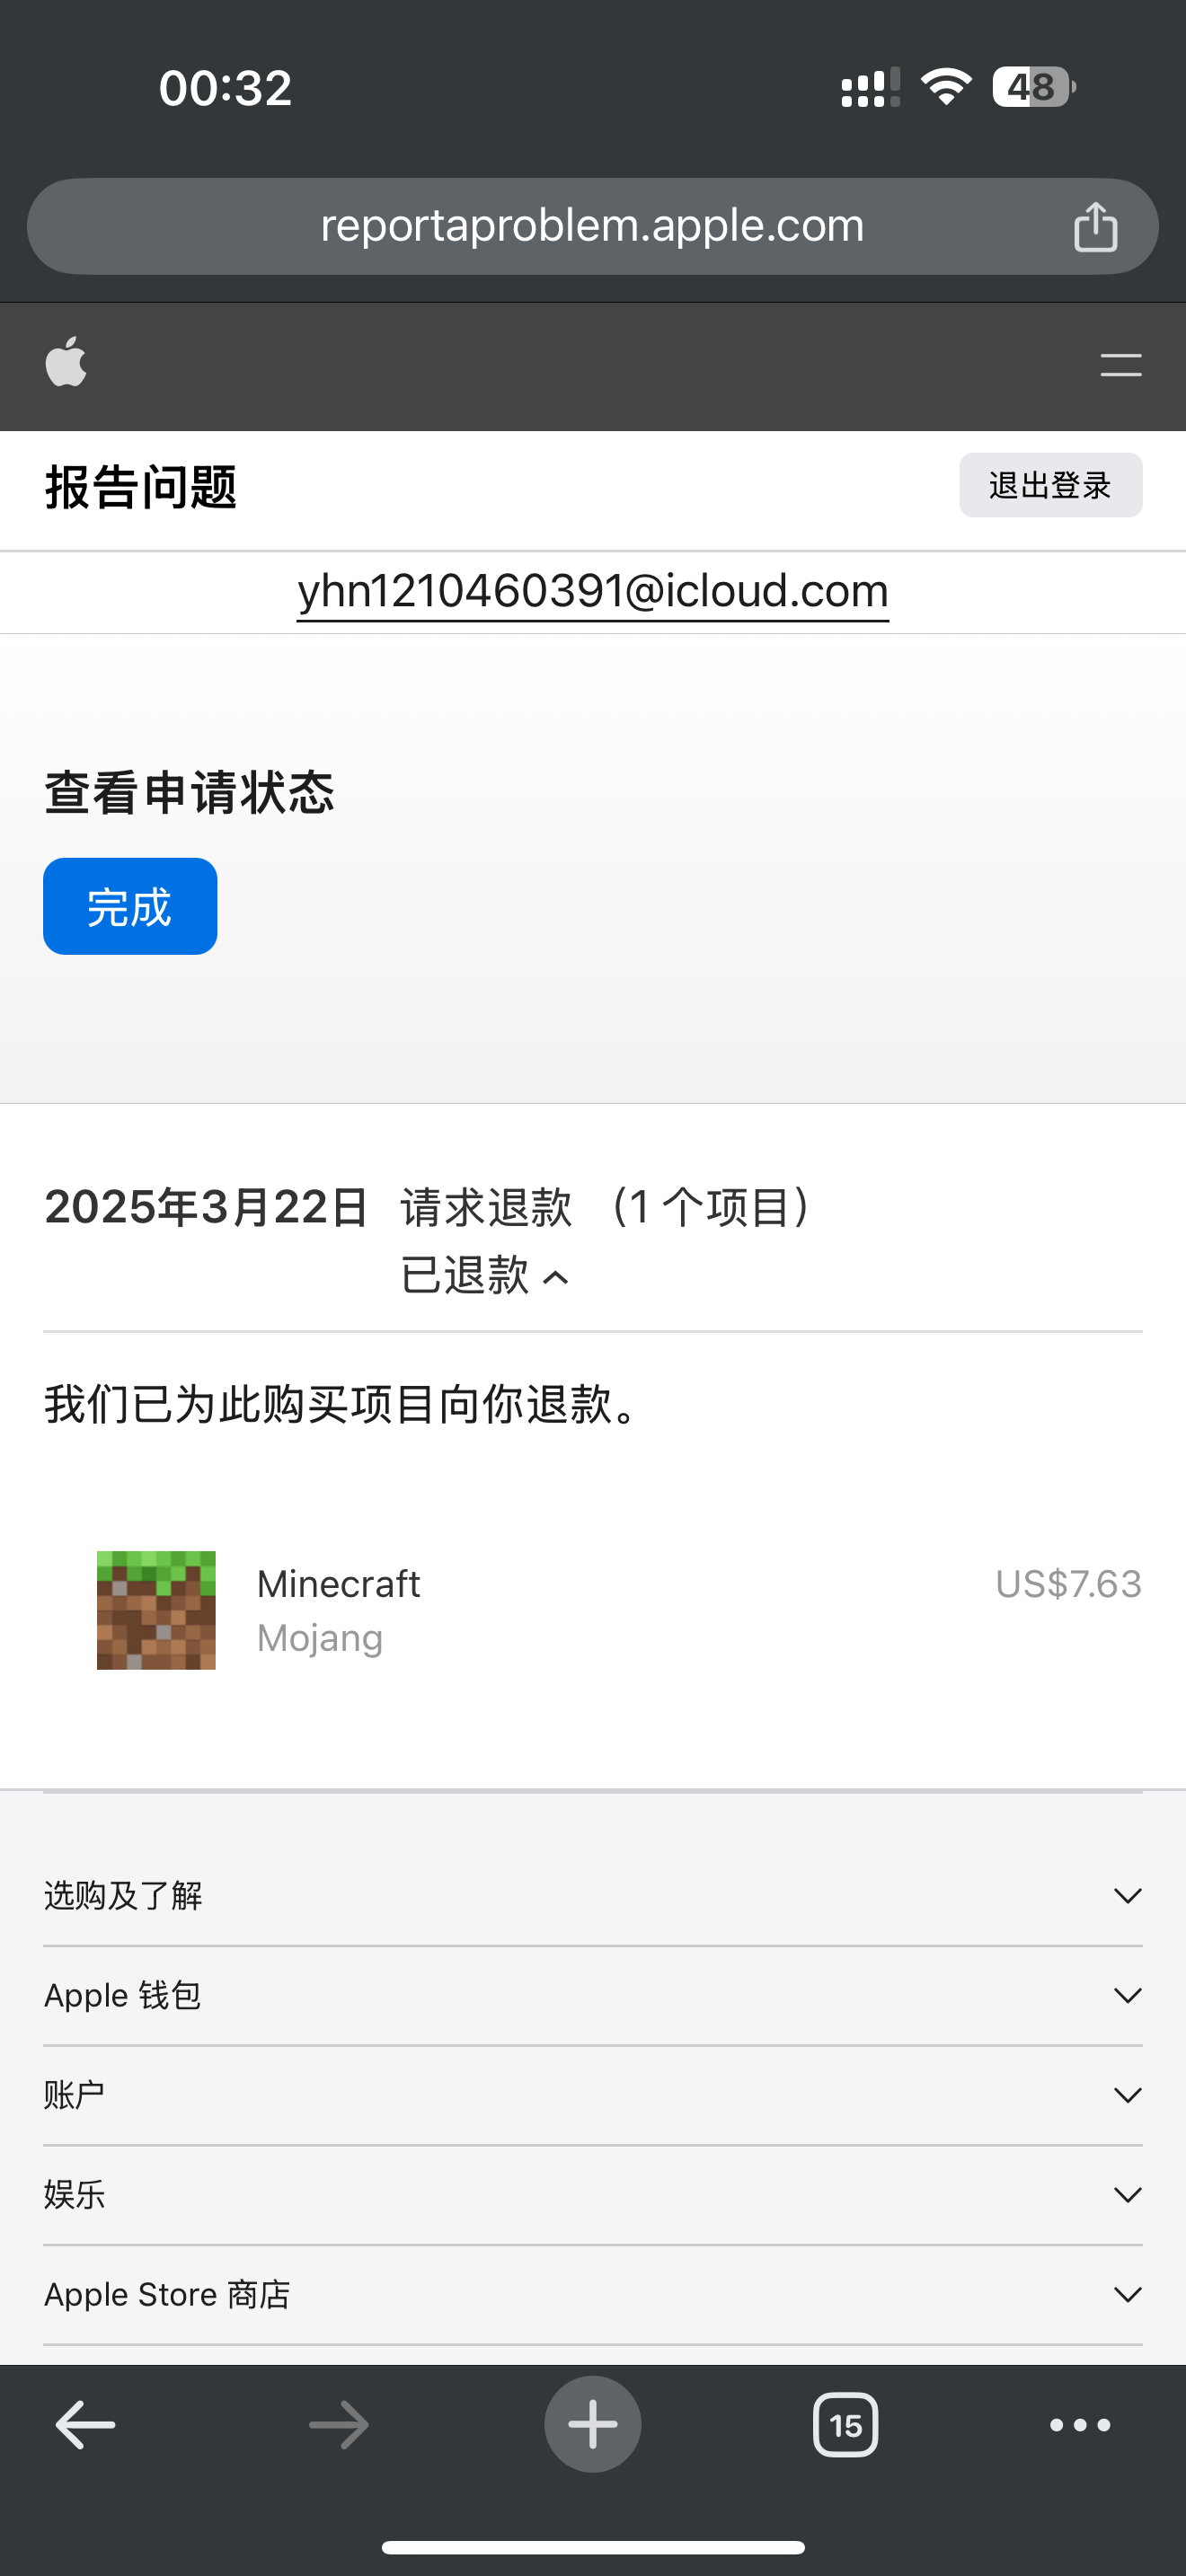 00:32
48
reportaproblem.apple.com
报告问题
退出登录
yhn1210460391@icloud.com
查看申请状态
完成
2025年3月22日 请求退款 （1 个项目）
已退款
我们已为此购买项目向你退款。
Minecraft US$7.63
Mojang
选购及了解
Apple 钱包
账户
娱乐
Apple Store 商店
15